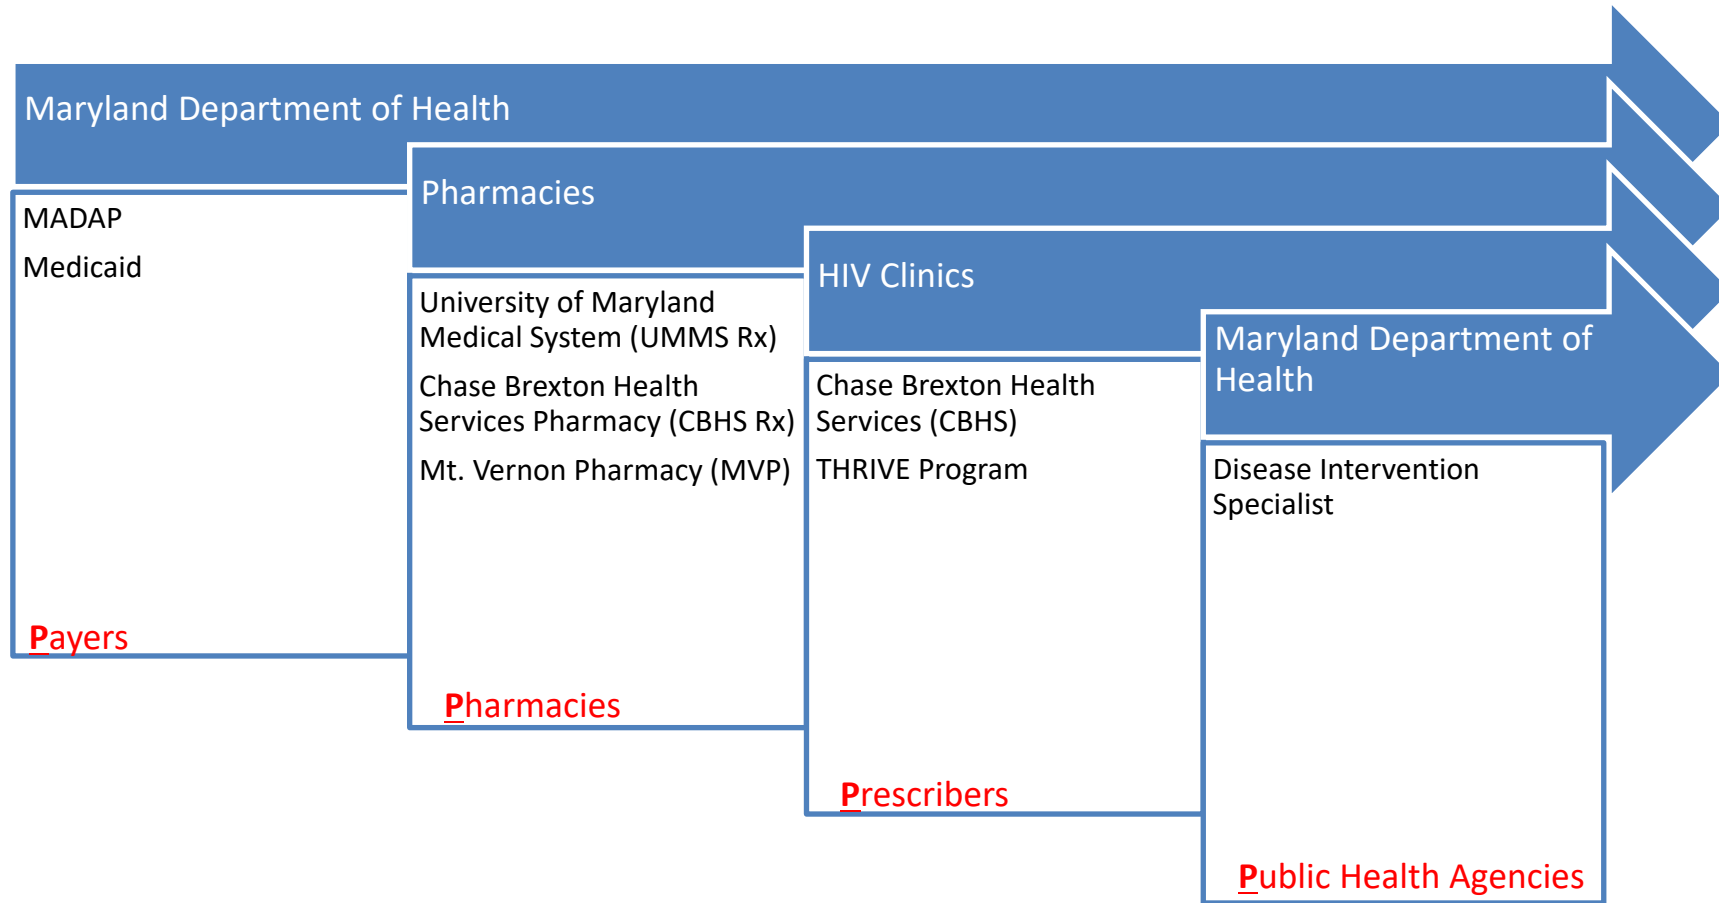 Maryland Department of Health
MADAP
Medicaid
Payers
Pharmacies
University of Maryland
Medical System (UMMS Rx)
Chase Brexton Health
Services Pharmacy (CBHS Rx)
Mt. Vernon Pharmacy (MVP)
Pharmacies
HIV Clinics
Chase Brexton Health
Services (CBHS)
THRIVE Program
Prescribers
Maryland Department of
Health
Disease Intervention
Specialist
Public Health Agencies